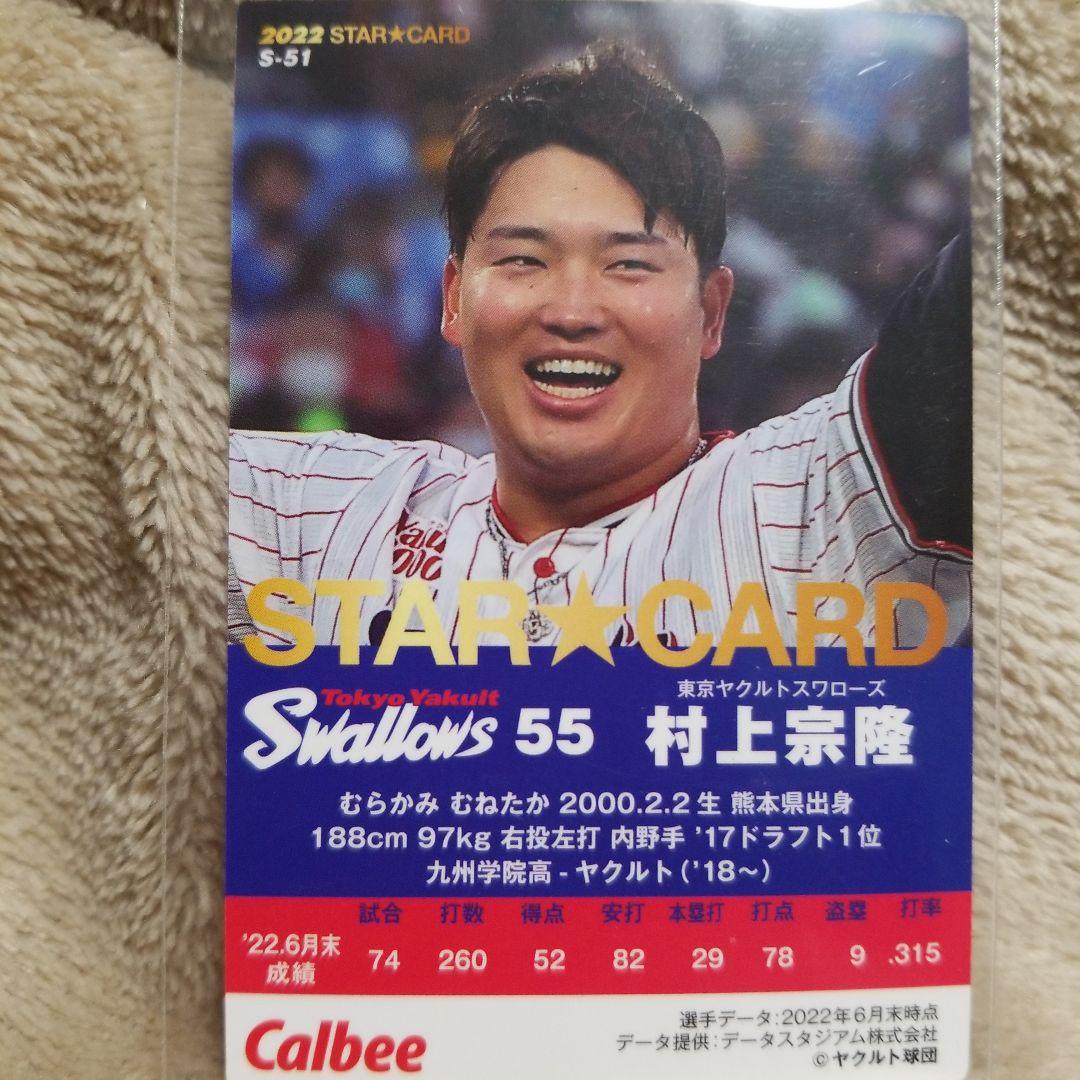 2022 STAR★CARD
S-51
STAR★CARD
東京ヤクルトスワローズ
Tokyo Yakult
Swallows 55 村上宗隆
むらかみ むねたか 2000.2.2生 熊本県出身
188cm 97kg 右投左打 内野手 '17ドラフト1位
九州学院高-ヤクルト('18~)
試合 打数 得点 安打 本塁打 打点 盗塁 打率
'22.6月末
成績 74 260 52 82 29 78 9 .315
Calbee
選手データ:2022年6月末時点
データ提供:データスタジアム株式会社
©ヤクルト球団